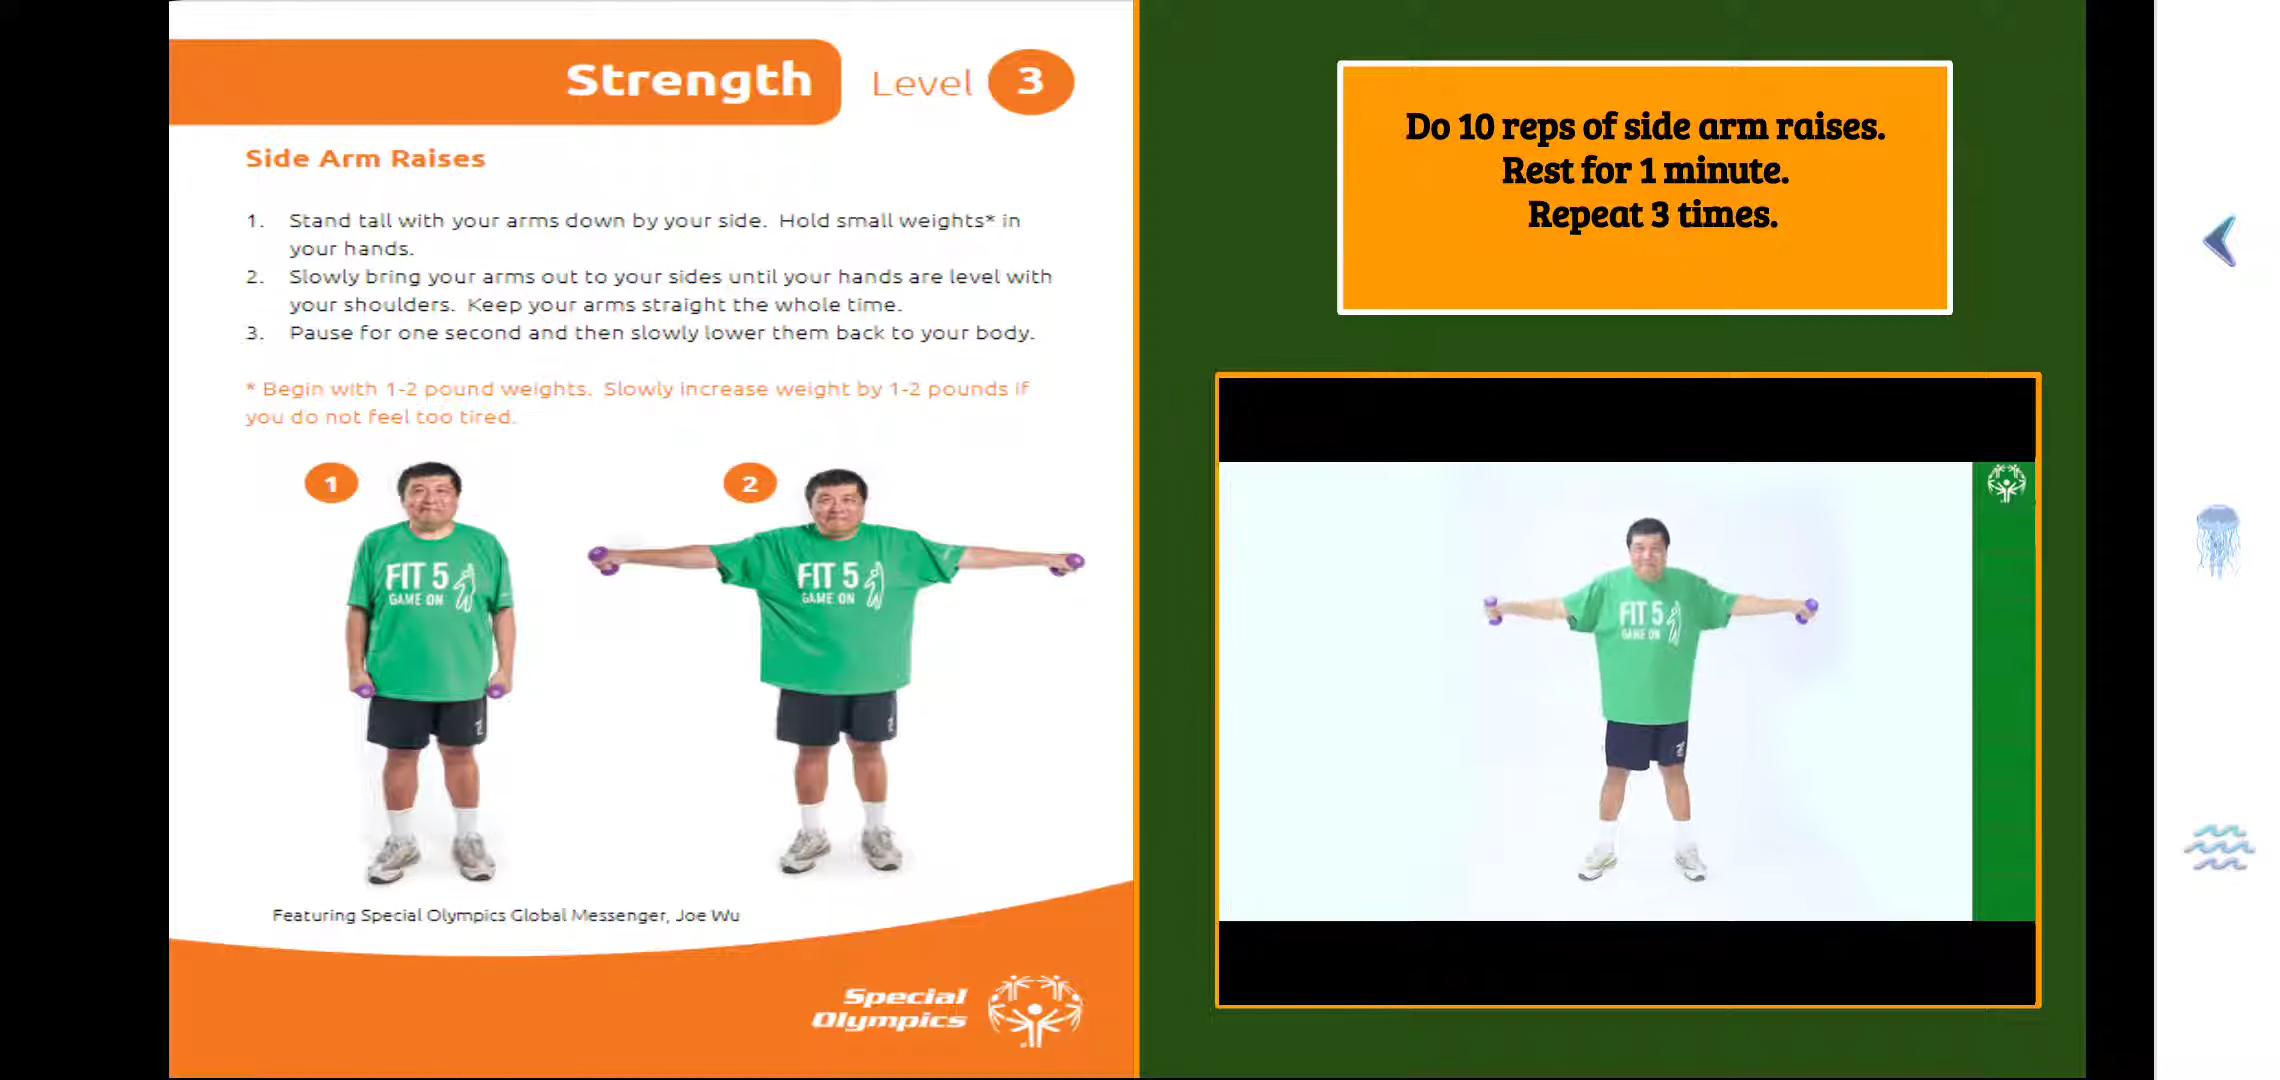 Strength Level 3
Side Arm Raises
1. Stand tall with your arms down by your side. Hold small weights* in
your hands.
2. Slowly bring your arms out to your sides until your hands are level with
your shoulders. Keep your arms straight the whole time.
3. Pause for one second and then slowly lower them back to your body.
* Begin with 1-2 pound weights. Slowly increase weight by 1-2 pounds if
you do not feel too tired.
1
2
FIT 5
GAME ON
FIT 5
GAME ON
Featuring Special Olympics Global Messenger, Joe Wu
Special
Olympics
Do 10 reps of side arm raises.
Rest for 1 minute.
Repeat 3 times.
FIT 5
GAME ON